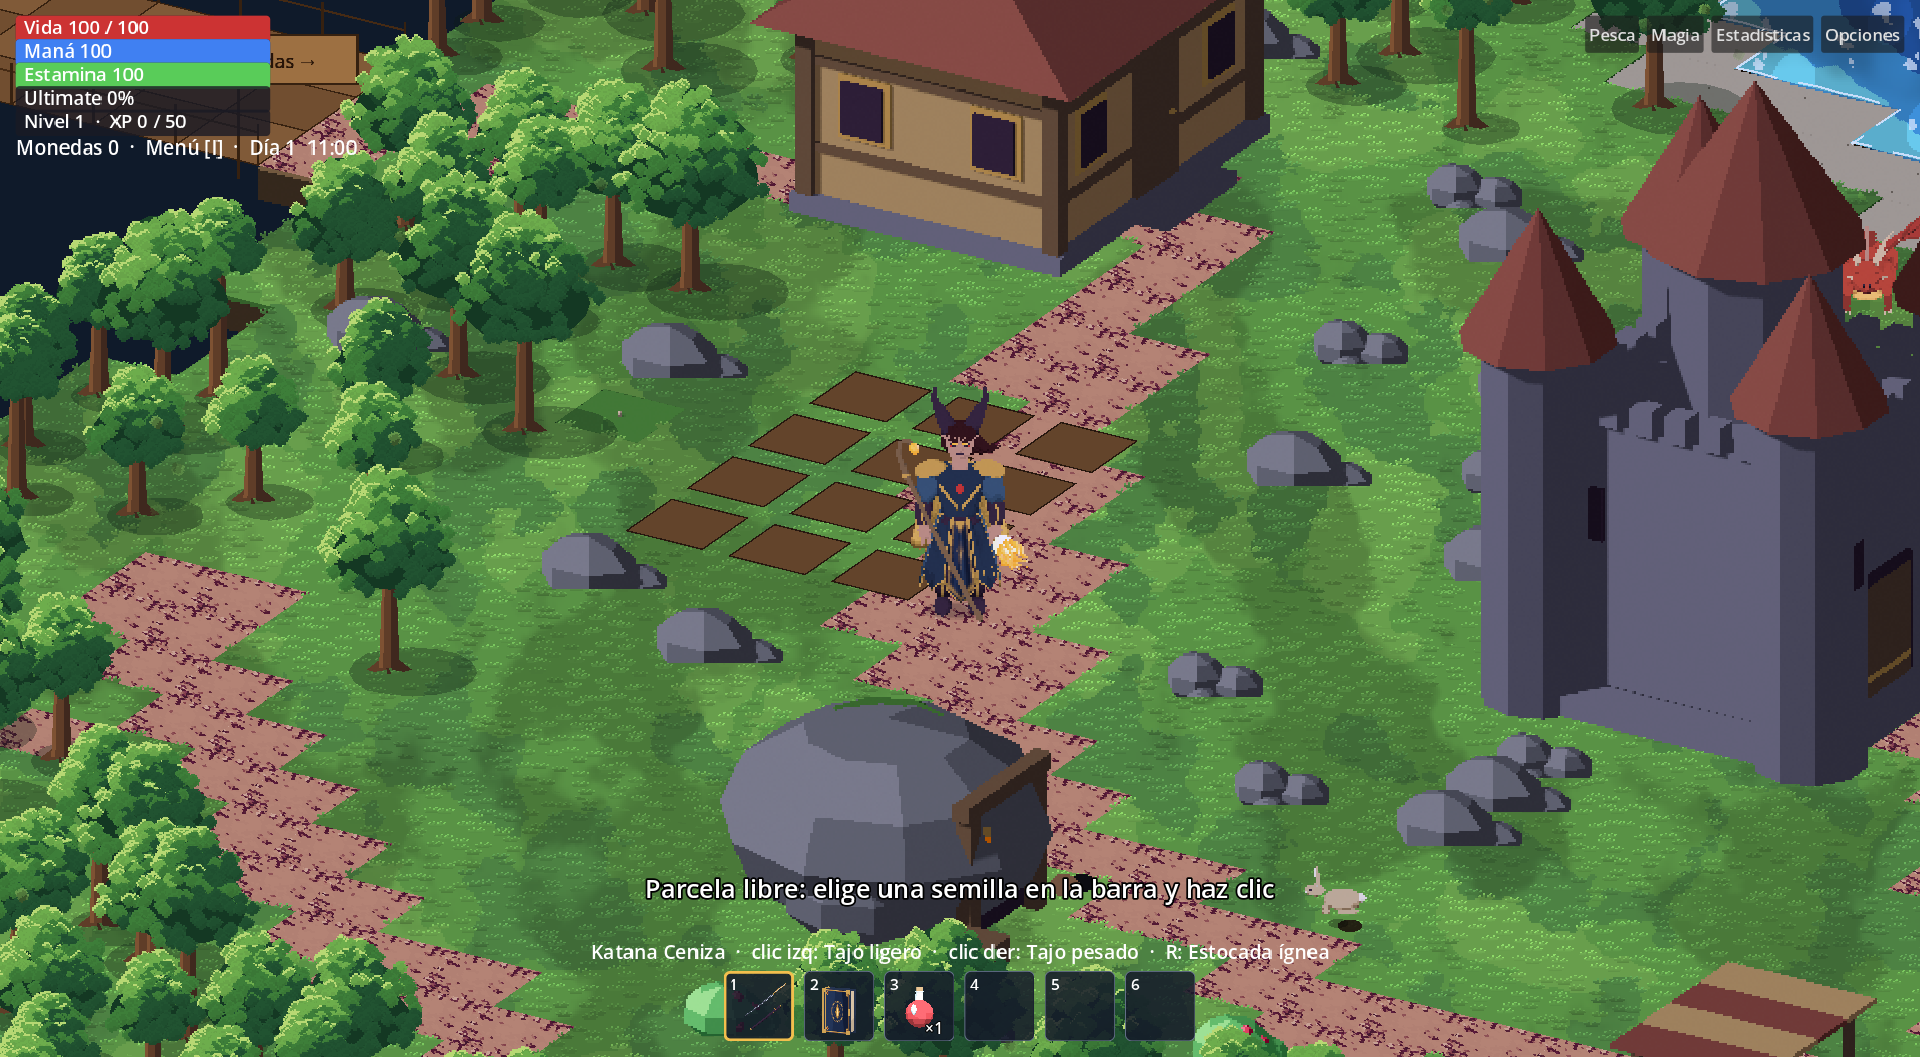 Vida 100 / 100
Maná 100
Estamina 100
Ultimate 0%
Nivel 1 · XP 0 / 50
Monedas 0 · Menú [I] · Día 1 11:00
das →
Pesca
Magia
Estadísticas
Opciones
Parcela libre: elige una semilla en la barra y haz clic
Katana Ceniza · clic izq: Tajo ligero · clic der: Tajo pesado · R: Estocada ígnea
1
2
3
×1
4
5
6